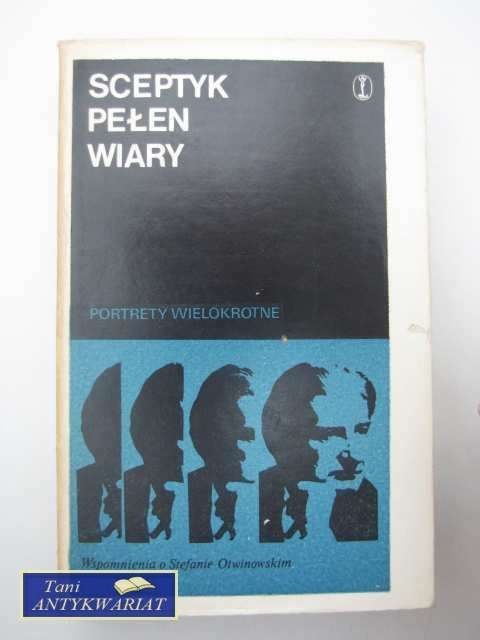 SCEPTYK
PEŁEN
WIARY
PORTRETY WIELOKROTNE
Wspomnienia o Stefanie Otwinowskim
Tani
ANTYKWARIAT